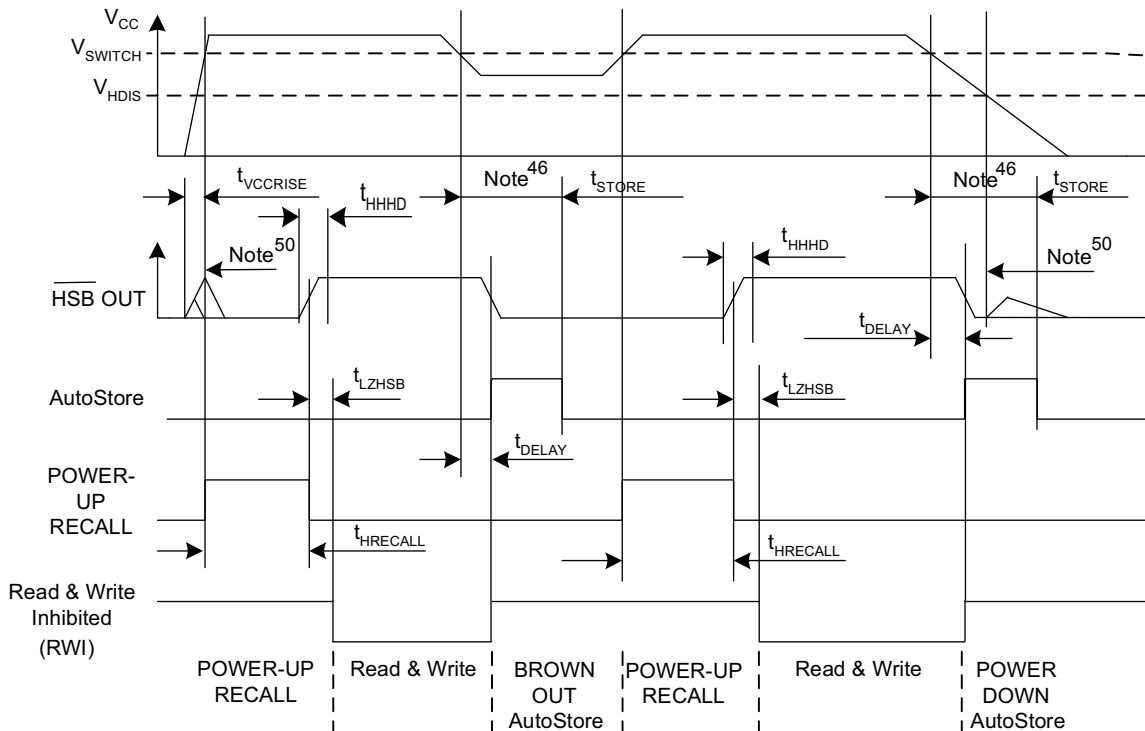 VCC
VSWITCH
VHDIS
tVCCRISE
Note46
tSTORE
Note46
tSTORE
tHHHD
Note50
tHHHD
Note50
HSB OUT
tDELAY
tLZHSB
AutoStore
tLZHSB
tDELAY
POWER-
UP
RECALL
tHRECALL
tHRECALL
Read & Write
Inhibited
(RWI)
POWER-UP
RECALL
Read & Write
BROWN
OUT
AutoStore
POWER-UP
RECALL
Read & Write
POWER
DOWN
AutoStore